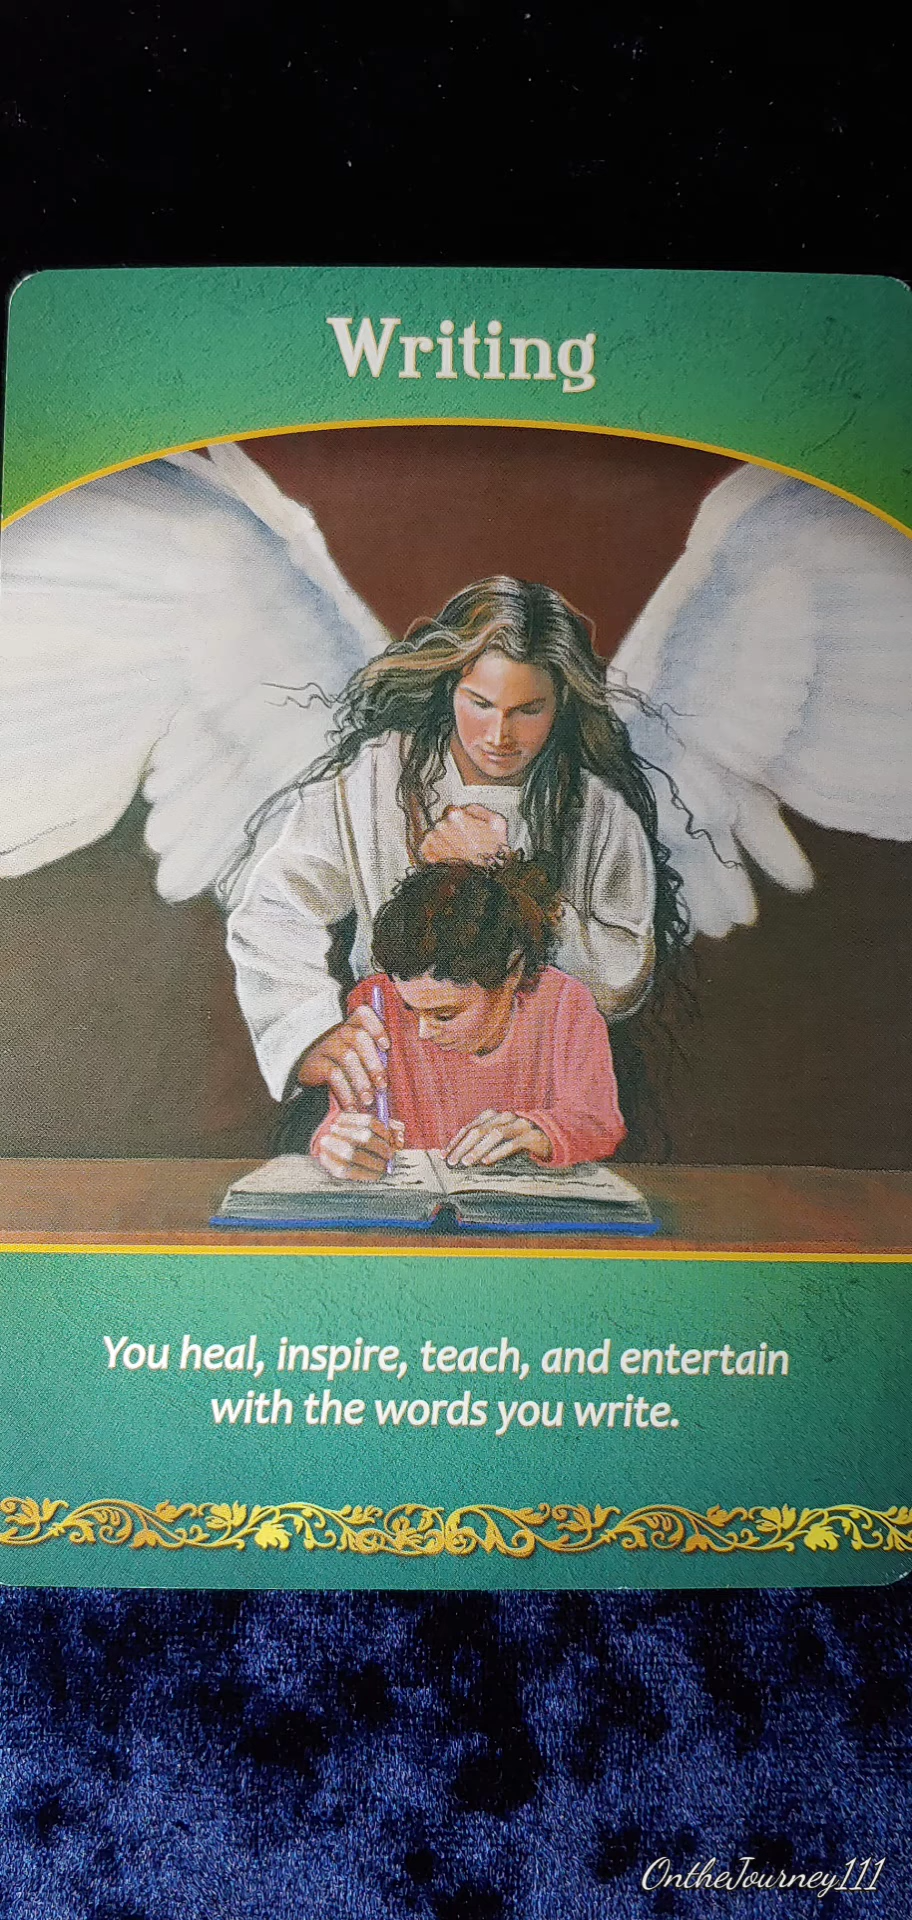 Writing
You heal, inspire, teach, and entertain
with the words you write.
OntheJourney111